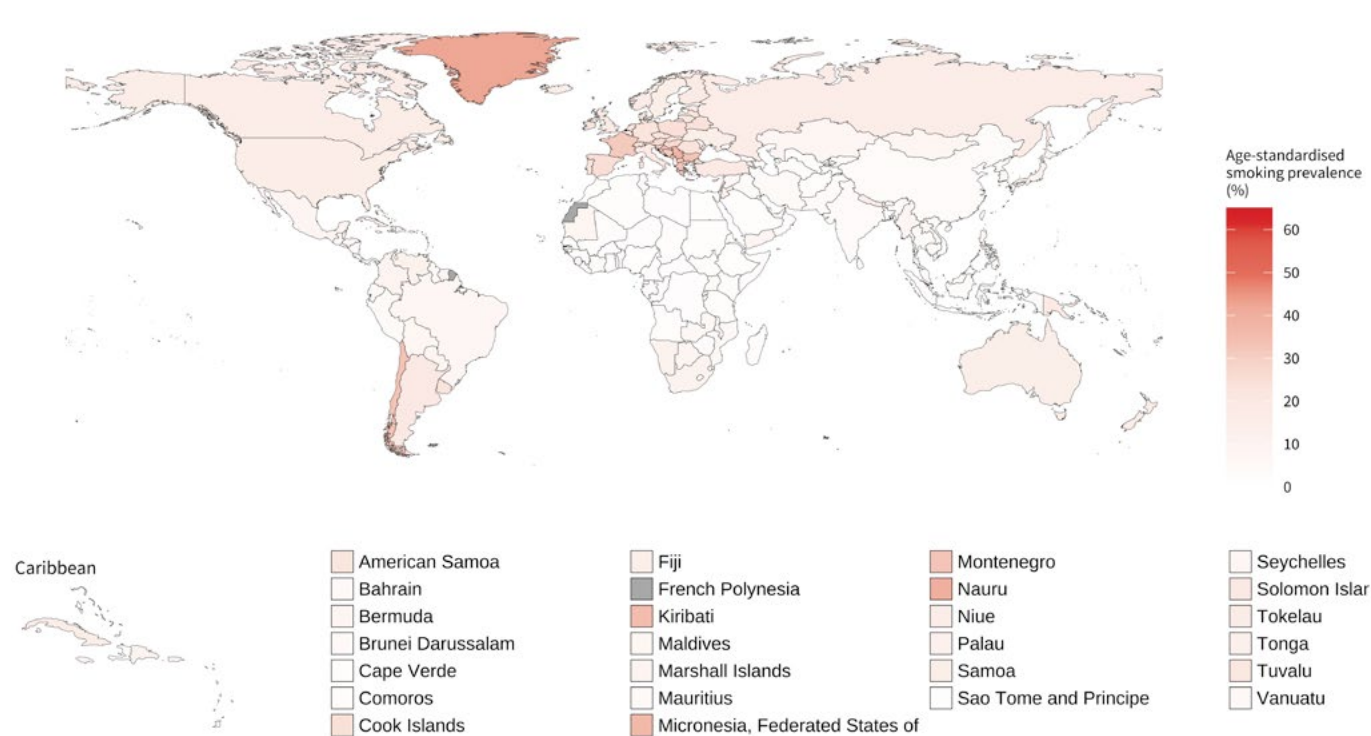 Age-standardised
smoking prevalence
(%)
60
50
40
30
20
10
0
Caribbean
American Samoa
Bahrain
Bermuda
Brunei Darussalam
Cape Verde
Comoros
Cook Islands
Fiji
French Polynesia
Kiribati
Maldives
Marshall Islands
Mauritius
Micronesia, Federated States of
Montenegro
Nauru
Niue
Palau
Samoa
Sao Tome and Principe
Seychelles
Solomon Islar
Tokelau
Tonga
Tuvalu
Vanuatu